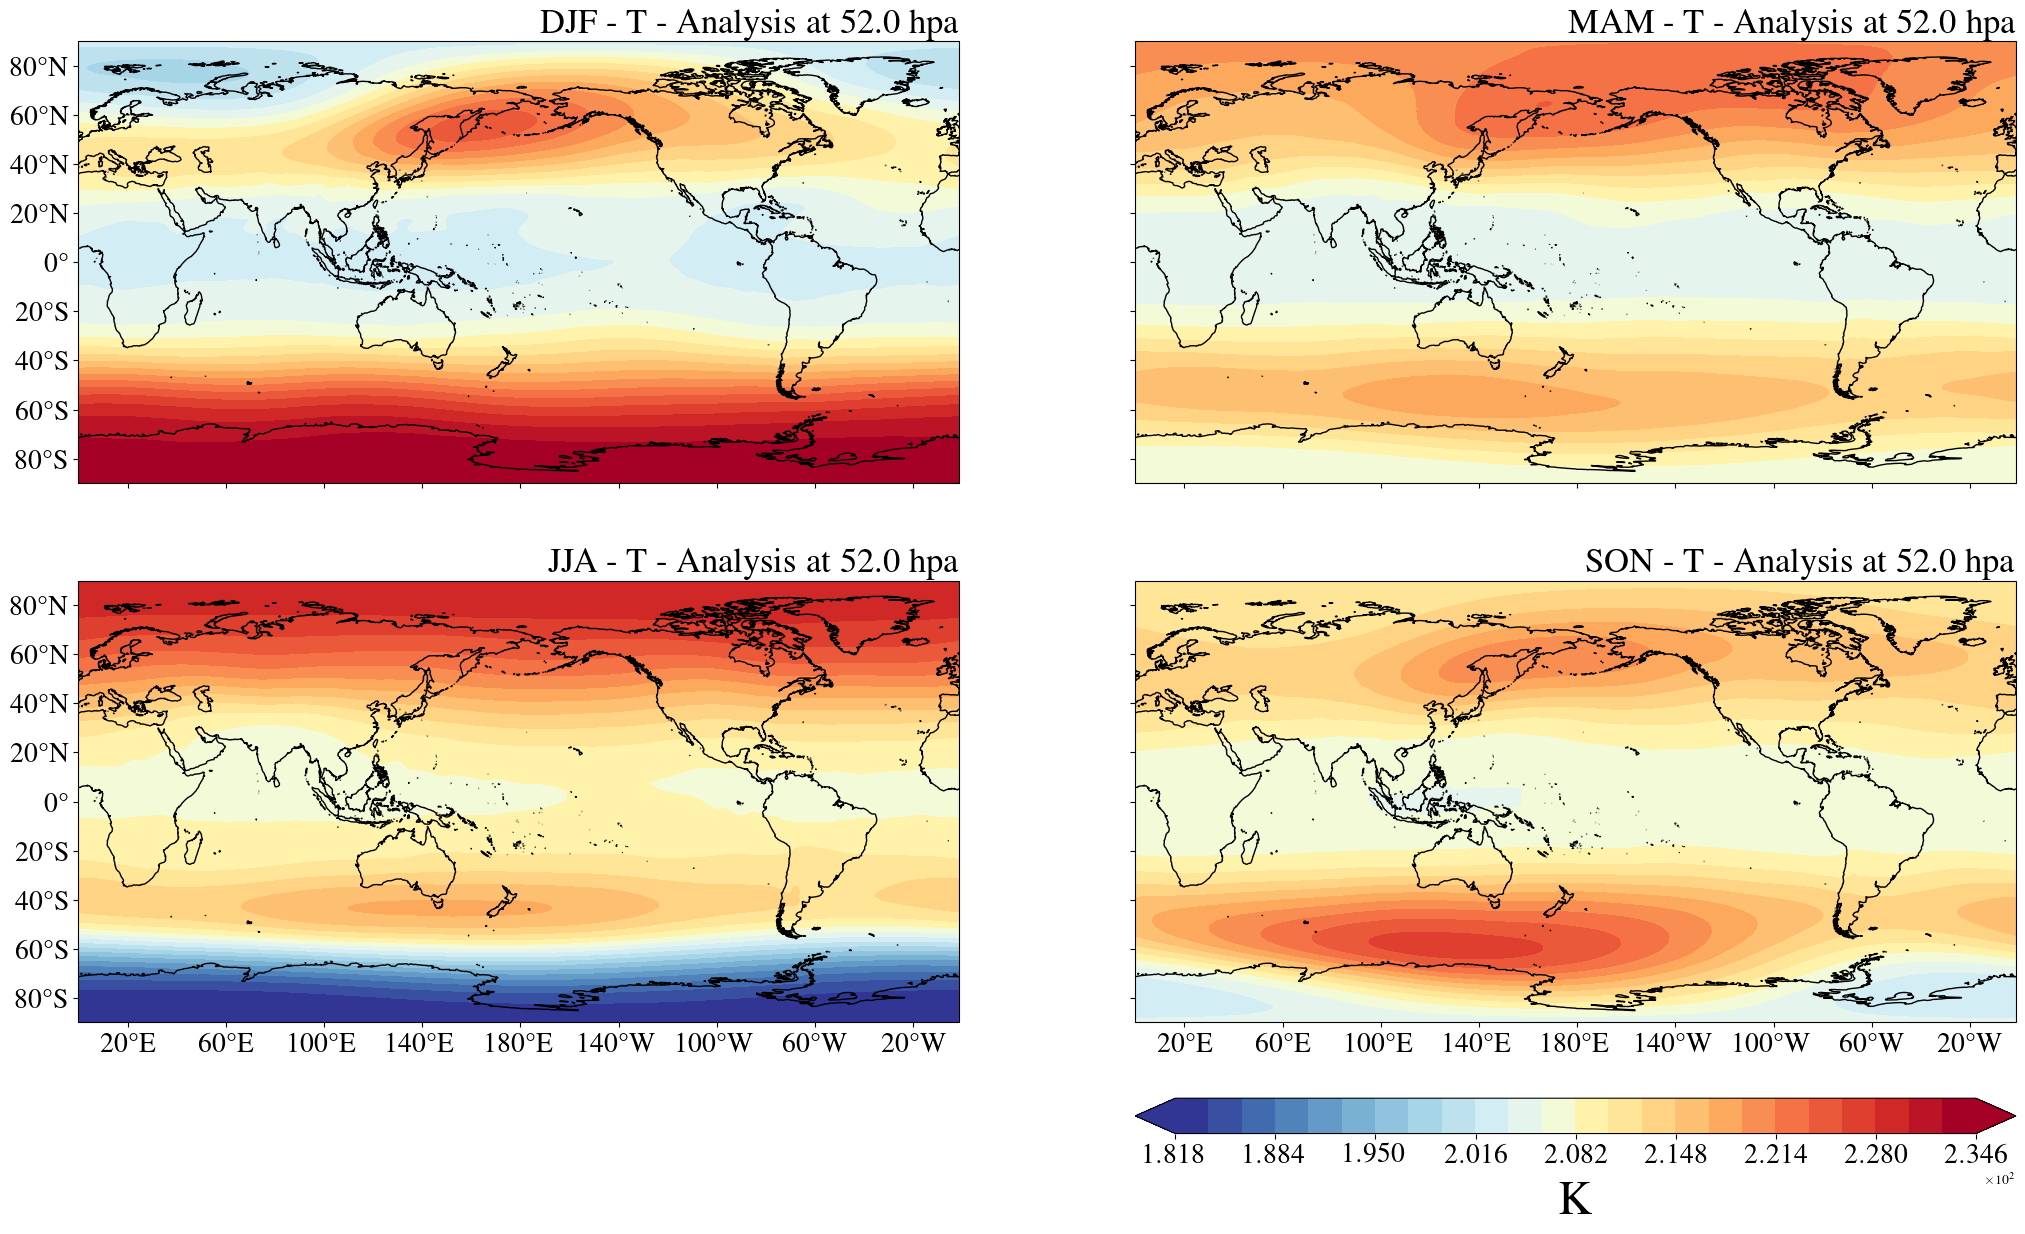 DJF - T - Analysis at 52.0 hpa
MAM - T - Analysis at 52.0 hpa
80°N
60°N
40°N
20°N
0°
20°S
40°S
60°S
80°S
JJA - T - Analysis at 52.0 hpa
SON - T - Analysis at 52.0 hpa
80°N
60°N
40°N
20°N
0°
20°S
40°S
60°S
80°S
20°E 60°E 100°E 140°E 180°E 140°W 100°W 60°W 20°W
20°E 60°E 100°E 140°E 180°E 140°W 100°W 60°W 20°W
1.818 1.884 1.950 2.016 2.082 2.148 2.214 2.280 2.346
×10²
K